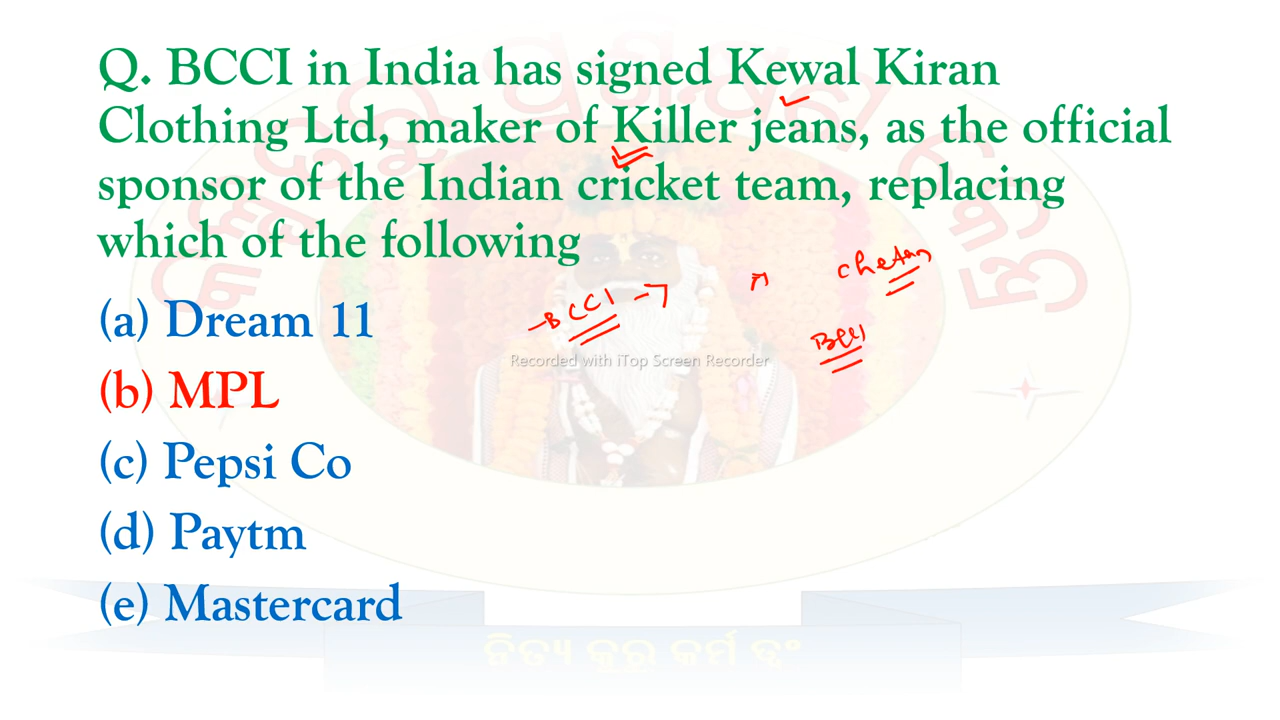 Q. BCCI in India has signed Kewal Kiran
Clothing Ltd, maker of Killer jeans, as the official
sponsor of the Indian cricket team, replacing
which of the following
chetan
BCCI
BCCI
(a) Dream 11
Recorded with iTop Screen Recorder
(b) MPL
(c) Pepsi Co
(d) Paytm
(e) Mastercard
ନିତ୍ୟ କୁରୁ କର୍ମ ତ୍ୱଂ